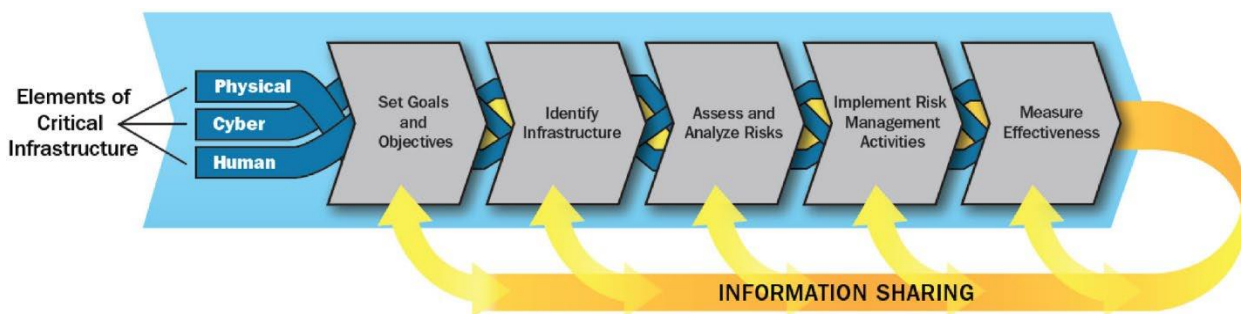 Elements of
Critical
Infrastructure
Physical
Cyber
Human
Set Goals
and
Objectives
Identify
Infrastructure
Assess and
Analyze Risks
Implement Risk
Management
Activities
Measure
Effectiveness
INFORMATION SHARING